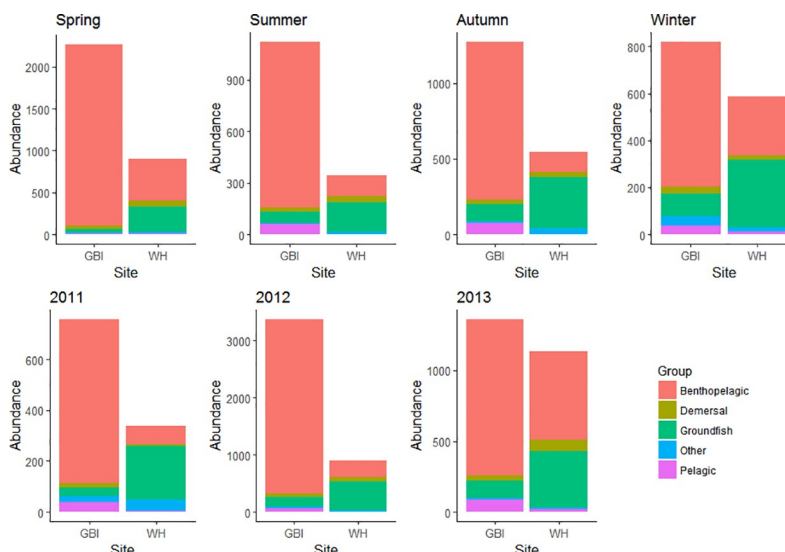 Spring
Abundance
2000
1500
1000
500
0
GBI WH
Site
Summer
Abundance
900
600
300
0
GBI WH
Site
Autumn
Abundance
1000
500
0
GBI WH
Site
Winter
Abundance
800
600
400
200
0
GBI WH
Site
2011
Abundance
600
400
200
0
GBI WH
Site
2012
Abundance
3000
2000
1000
0
GBI WH
Site
2013
Abundance
1000
500
0
GBI WH
Site
Group
Benthopelagic
Demersal
Groundfish
Other
Pelagic